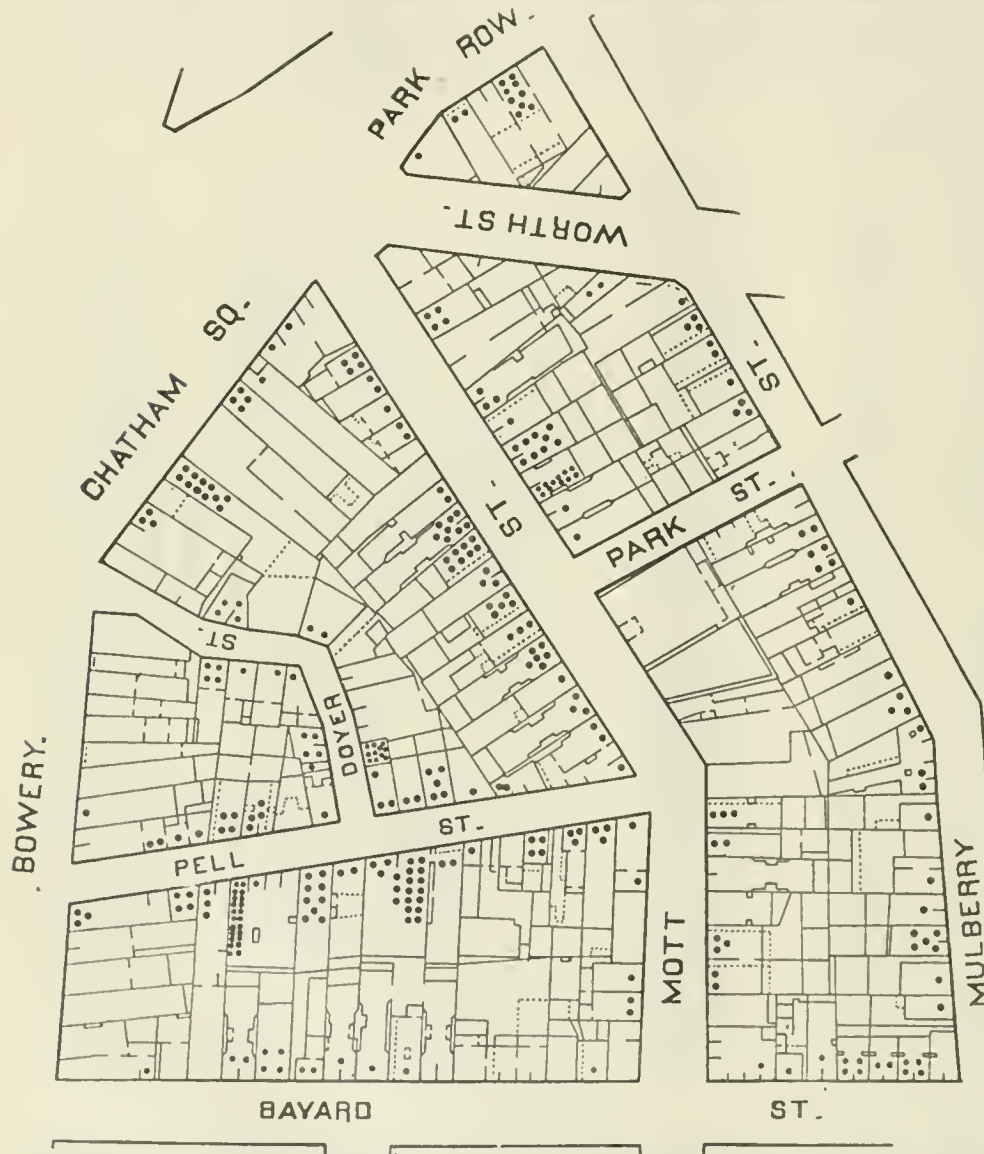 PARK ROW.
WORTH ST.
CHATHAM SQ.
ST.
ST.
PARK ST.
ST.
DOYER
BOWERY.
ST.
PELL
MOTT
MULBERRY
BAYARD ST.